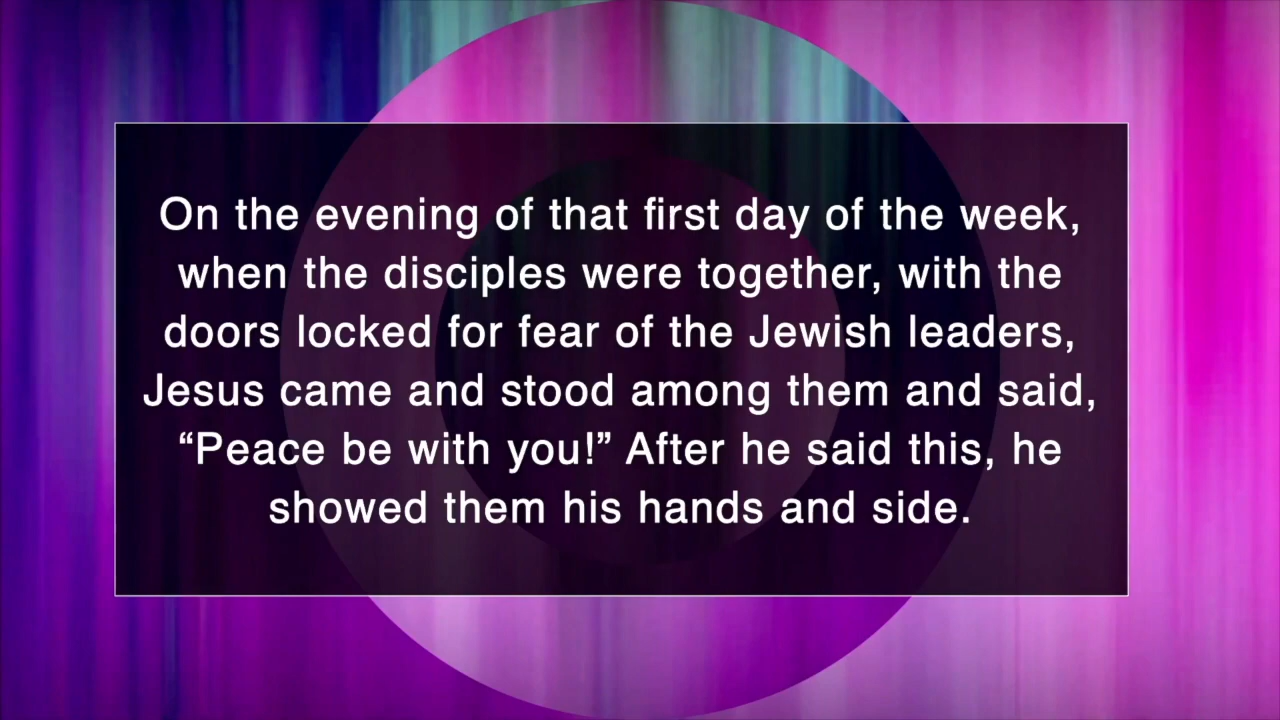 On the evening of that first day of the week,
when the disciples were together, with the
doors locked for fear of the Jewish leaders,
Jesus came and stood among them and said,
“Peace be with you!” After he said this, he
showed them his hands and side.